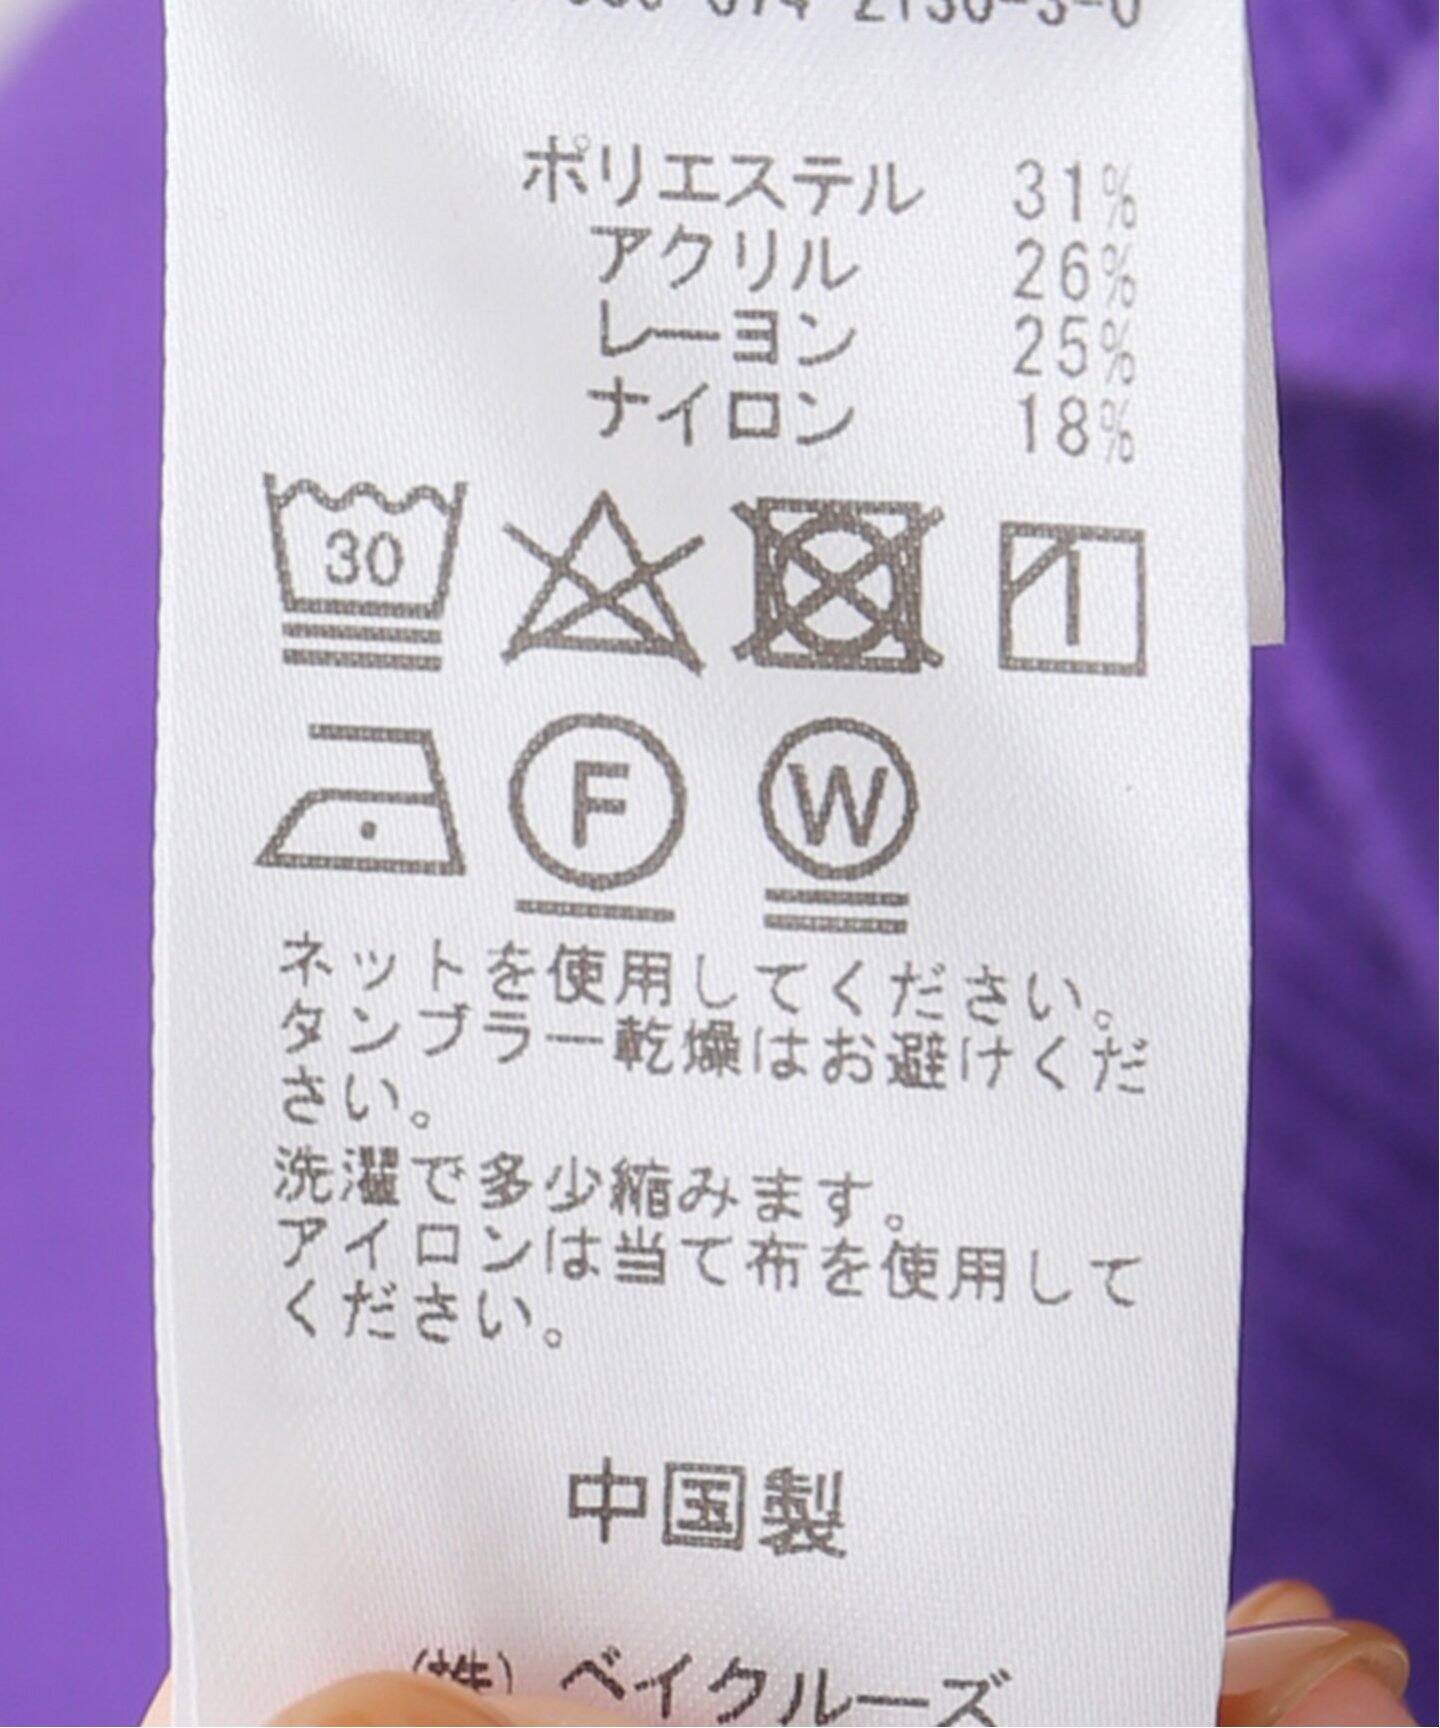 ポリエステル 31%
アクリル 26%
レーヨン 25%
ナイロン 18%
30
F
W
ネットを使用してください。
タンブラー乾燥はお避けくだ
さい。
洗濯で多少縮みます。
アイロンは当て布を使用して
ください。
中国製
(株) ベイクルーズ